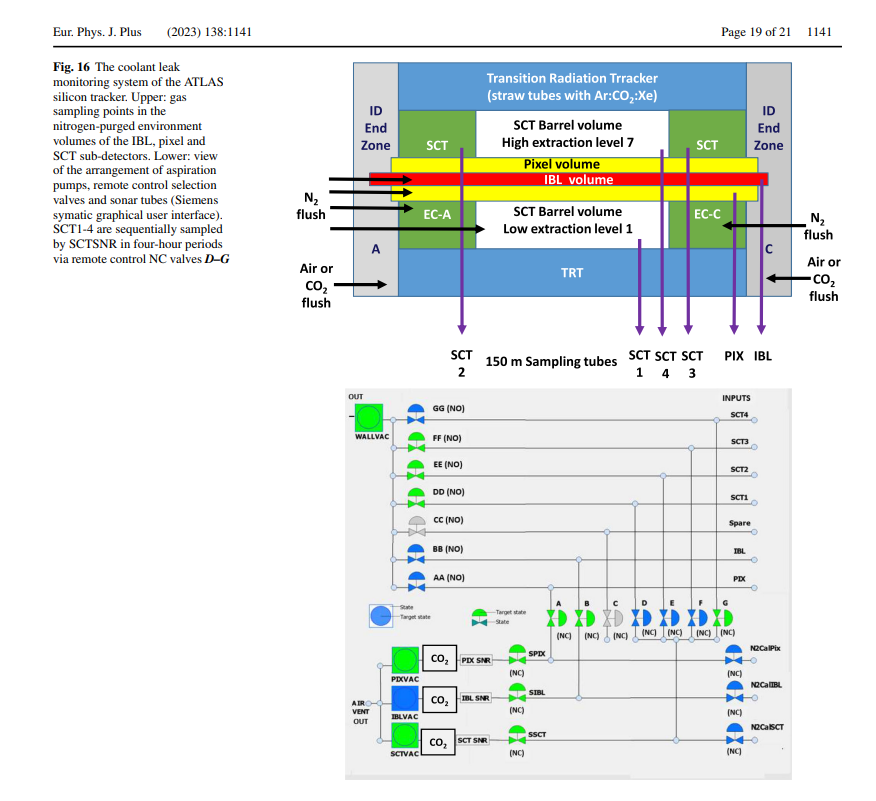 Eur. Phys. J. Plus (2023) 138:1141
Page 19 of 21 1141
Fig. 16 The coolant leak
monitoring system of the ATLAS
silicon tracker. Upper: gas
sampling points in the
nitrogen-purged environment
volumes of the IBL, pixel and
SCT sub-detectors. Lower: view
of the arrangement of aspiration
pumps, remote control selection
valves and sonar tubes (Siemens
symatic graphical user interface).
SCT1-4 are sequentially sampled
by SCTSNR in four-hour periods
via remote control NC valves D–G
Transition Radiation Trracker
(straw tubes with Ar:CO2:Xe)
ID
End
Zone
ID
End
Zone
SCT
SCT Barrel volume
High extraction level 7
SCT
Pixel volume
IBL volume
N2
flush
EC-A
SCT Barrel volume
Low extraction level 1
EC-C
N2
flush
A
C
Air or
CO2
flush
TRT
Air or
CO2
flush
SCT
2
150 m Sampling tubes
SCT
1
SCT
4
SCT
3
PIX
IBL
OUT
INPUTS
WALLVAC
GG (NO)
SCT4
FF (NO)
SCT3
EE (NO)
SCT2
DD (NO)
SCT1
CC (NO)
Spare
BB (NO)
IBL
AA (NO)
PIX
State
Target state
Target state
State
A
B
C
D
E
F
G
(NC)
(NC)
(NC)
(NC)
(NC)
(NC)
(NC)
PIXVAC
CO2
PIX SNR
SPIX
(NC)
N2CalPix
(NC)
AIR
VENT
OUT
IBLVAC
CO2
IBL SNR
SIBL
(NC)
N2CalIBL
(NC)
SCTVAC
CO2
SCT SNR
SSCT
(NC)
N2CalSCT
(NC)